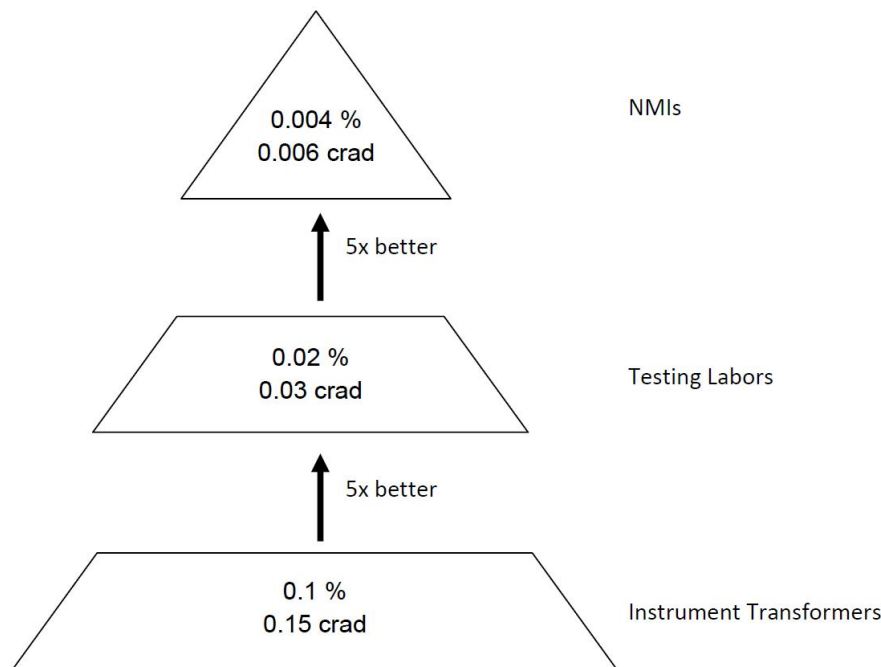 0.004 %
0.006 crad
NMIs
5x better
0.02 %
0.03 crad
Testing Labors
5x better
0.1 %
0.15 crad
Instrument Transformers